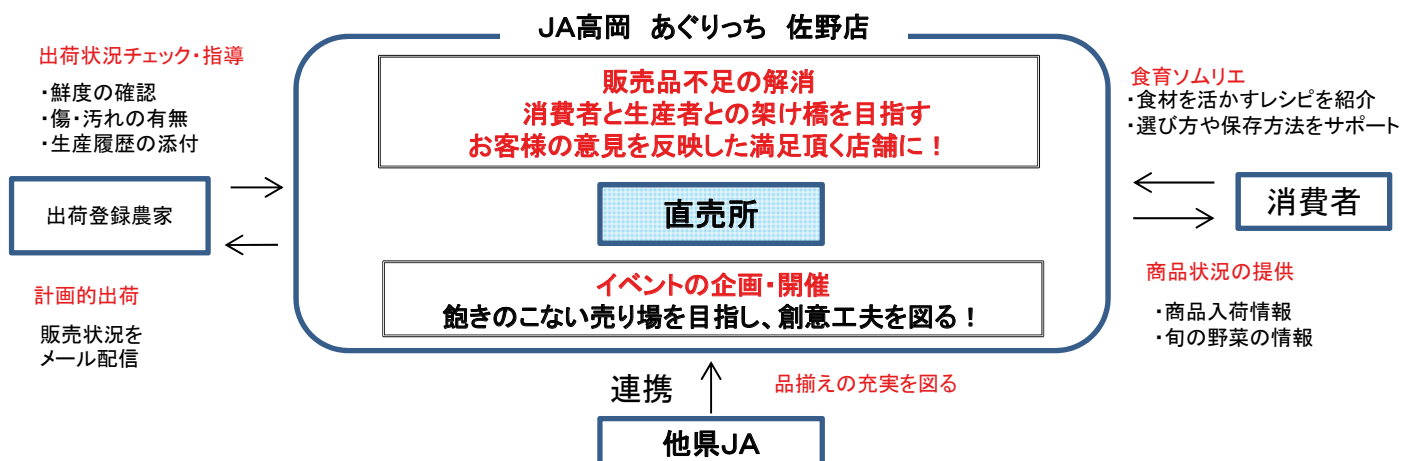 JA高岡　あぐりっち　佐野店
出荷状況チェック・指導
・鮮度の確認
・傷・汚れの有無
・生産履歴の添付
出荷登録農家
計画的出荷
販売状況を
メール配信
販売品不足の解消
消費者と生産者との架け橋を目指す
お客様の意見を反映した満足頂く店舗に！
直売所
イベントの企画・開催
飽きのこない売り場を目指し、創意工夫を図る！
食育ソムリエ
・食材を活かすレシピを紹介
・選び方や保存方法をサポート
消費者
商品状況の提供
・商品入荷情報
・旬の野菜の情報
連携
品揃えの充実を図る
他県JA